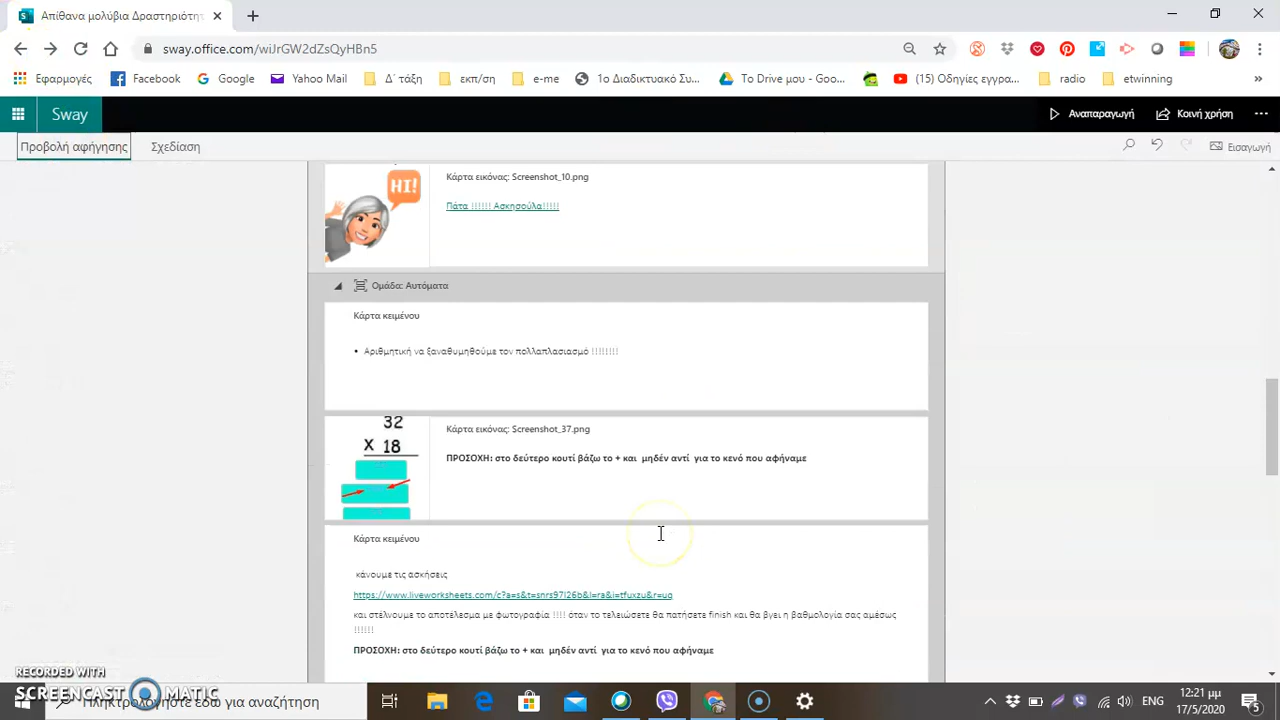 Απίθανα μολύβια Δραστηριότητ
sway.office.com/wiJrGW2dZsQyHBn5
Εφαρμογές Facebook Google Yahoo Mail Δ΄ τάξη εκπ/ση e-me 1ο Διαδικτυακό Συ... Το Drive μου - Goo... (15) Οδηγίες εγγρα... radio etwinning »
Sway Αναπαραγωγή Κοινή χρήση ...
Προβολή αφήγησης Σχεδίαση Εισαγωγή
HI!
Κάρτα εικόνας: Screenshot_10.png
Πάτα !!!!!! Ασκησούλα!!!!!
Ομάδα: Αυτόματα
Κάρτα κειμένου
• Αριθμητική να ξαναθυμηθούμε τον πολλαπλασιασμό !!!!!!!!
32
X 18
Κάρτα εικόνας: Screenshot_37.png
ΠΡΟΣΟΧΗ: στο δεύτερο κουτί βάζω το + και μηδέν αντί για το κενό που αφήναμε
Κάρτα κειμένου
κάνουμε τις ασκήσεις
https://www.liveworksheets.com/c?a=s&t=snrs97l26b&l=ra&i=tfuxzu&r=ua
και στέλνουμε το αποτέλεσμα με φωτογραφία !!!! όταν το τελειώσετε θα πατήσετε finish και θα βγει η βαθμολογία σας αμέσως
!!!!!!
ΠΡΟΣΟΧΗ: στο δεύτερο κουτί βάζω το + και μηδέν αντί για το κενό που αφήναμε
RECORDED WITH
SCREENCAST MATIC
Πληκτρολογήστε εδώ για αναζήτηση
ΕΛΗ 12:21 μμ
17/5/2020
5